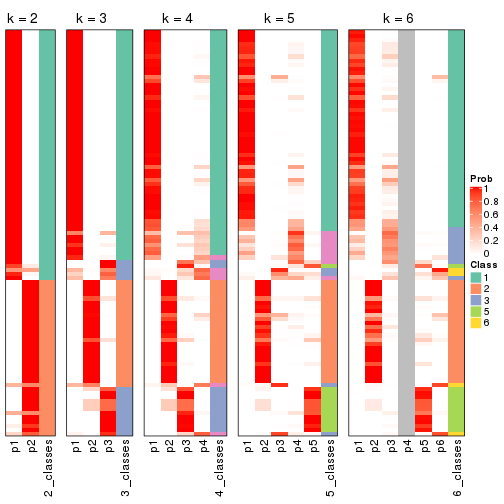 k = 2
k = 3
k = 4
k = 5
k = 6
Prob
1
0.8
0.6
0.4
0.2
0
Class
1
2
3
5
6
p1
p2
2_classes
p1
p2
p3
3_classes
p1
p2
p3
p4
4_classes
p1
p2
p3
p4
p5
5_classes
p1
p2
p3
p4
p5
p6
6_classes